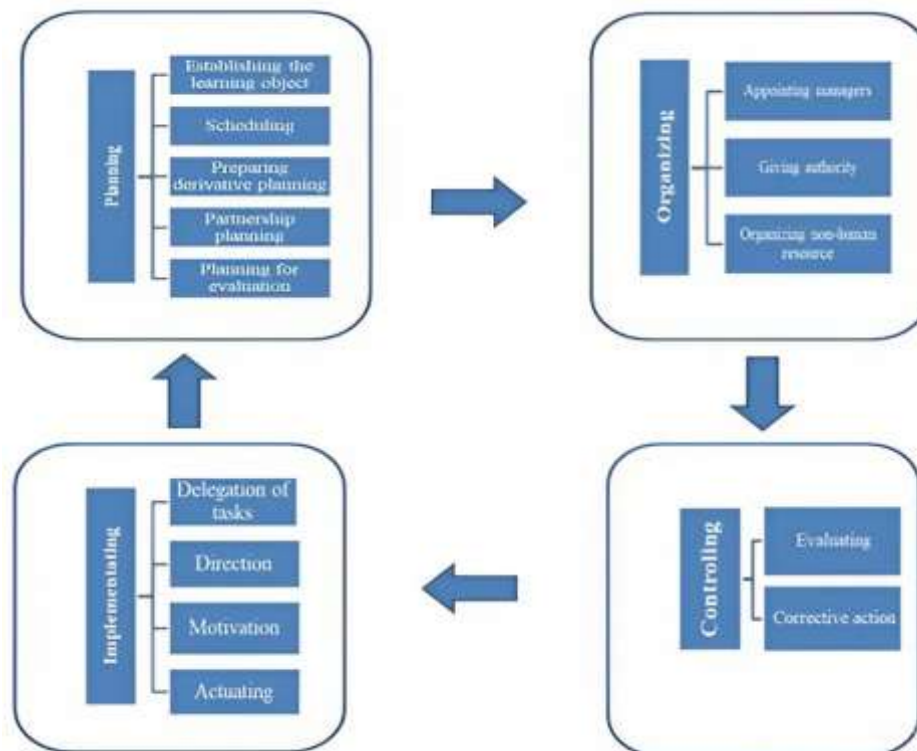 Planning
Establishing the
learning object
Scheduling
Preparing
derivative planning
Partnership
planning
Planning for
evaluation
Organizing
Appointing managers
Giving authority
Organizing non-human
resource
Implementating
Delegation of
tasks
Direction
Motivation
Actuating
Controling
Evaluating
Corrective action